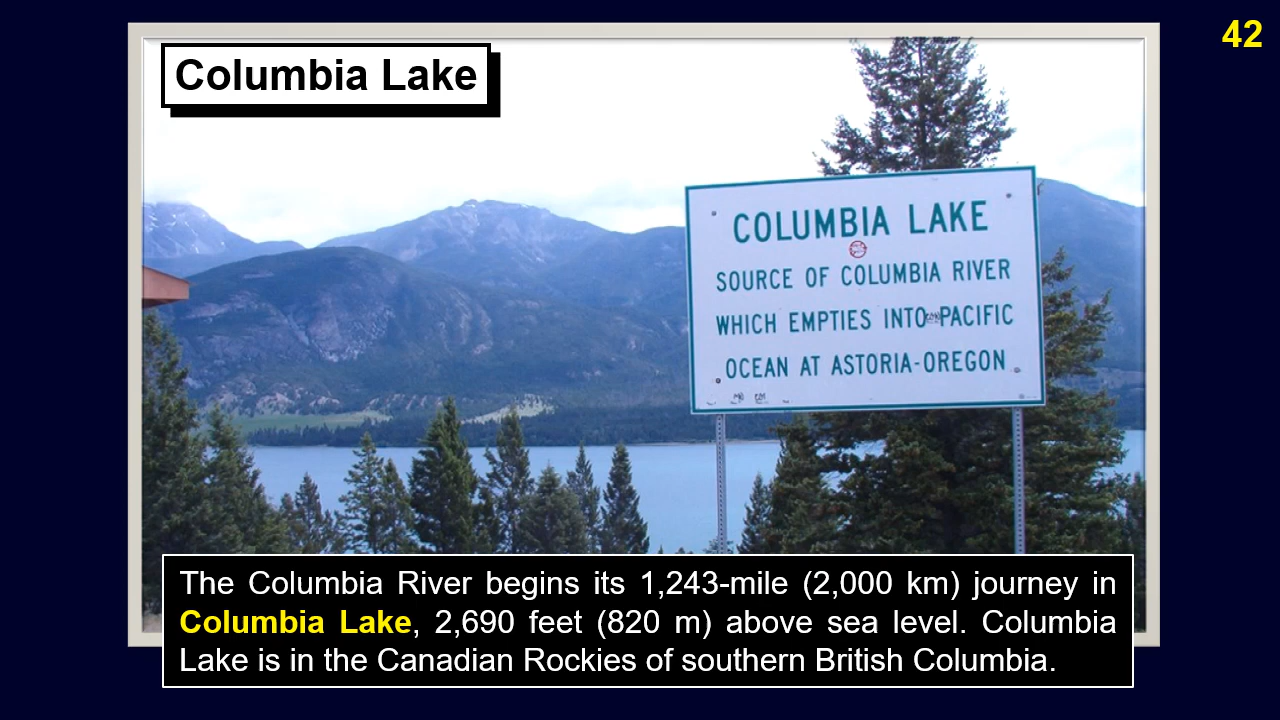 42
Columbia Lake
COLUMBIA LAKE
SOURCE OF COLUMBIA RIVER
WHICH EMPTIES INTO PACIFIC
OCEAN AT ASTORIA-OREGON
The Columbia River begins its 1,243-mile (2,000 km) journey in
Columbia Lake, 2,690 feet (820 m) above sea level. Columbia
Lake is in the Canadian Rockies of southern British Columbia.